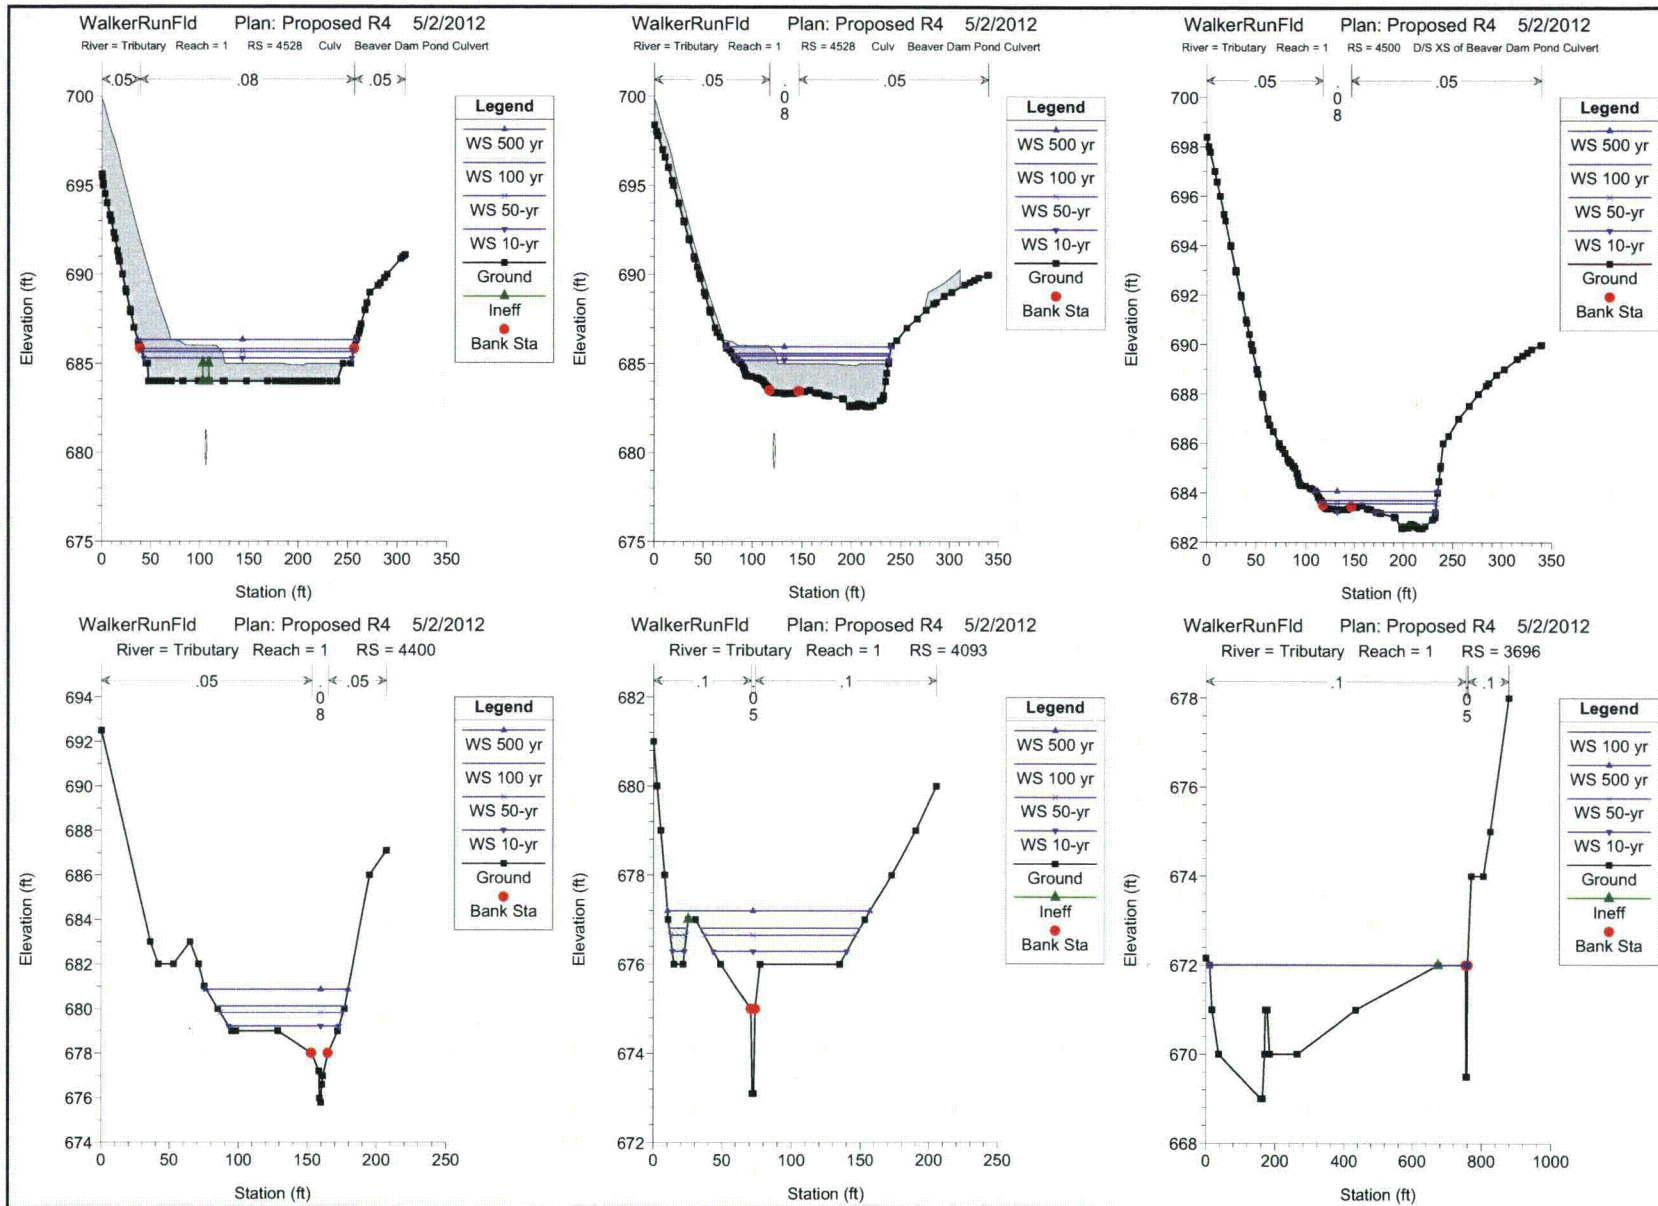 WalkerRunFld Plan: Proposed R4 5/2/2012
River = Tributary Reach = 1 RS = 4528 Culv Beaver Dam Pond Culvert
.05 .08 .05
Legend
WS 500 yr
WS 100 yr
WS 50-yr
WS 10-yr
Ground
Ineff
Bank Sta
Elevation (ft)
700
695
690
685
680
675
0 50 100 150 200 250 300 350
Station (ft)
WalkerRunFld Plan: Proposed R4 5/2/2012
River = Tributary Reach = 1 RS = 4528 Culv Beaver Dam Pond Culvert
.05 .08 .05
Legend
WS 500 yr
WS 100 yr
WS 50-yr
WS 10-yr
Ground
Bank Sta
Elevation (ft)
700
695
690
685
680
675
0 50 100 150 200 250 300 350
Station (ft)
WalkerRunFld Plan: Proposed R4 5/2/2012
River = Tributary Reach = 1 RS = 4500 D/S XS of Beaver Dam Pond Culvert
.05 .08 .05
Legend
WS 500 yr
WS 100 yr
WS 50-yr
WS 10-yr
Ground
Bank Sta
Elevation (ft)
700
698
696
694
692
690
688
686
684
682
0 50 100 150 200 250 300 350
Station (ft)
WalkerRunFld Plan: Proposed R4 5/2/2012
River = Tributary Reach = 1 RS = 4400
.05 .08 .05
Legend
WS 500 yr
WS 100 yr
WS 50-yr
WS 10-yr
Ground
Bank Sta
Elevation (ft)
694
692
690
688
686
684
682
680
678
676
674
0 50 100 150 200 250
Station (ft)
WalkerRunFld Plan: Proposed R4 5/2/2012
River = Tributary Reach = 1 RS = 4093
.1 .05 .1
Legend
WS 500 yr
WS 100 yr
WS 50-yr
WS 10-yr
Ground
Ineff
Bank Sta
Elevation (ft)
682
680
678
676
674
672
0 50 100 150 200 250
Station (ft)
WalkerRunFld Plan: Proposed R4 5/2/2012
River = Tributary Reach = 1 RS = 3696
.1 .05 .1
Legend
WS 100 yr
WS 500 yr
WS 50-yr
WS 10-yr
Ground
Ineff
Bank Sta
Elevation (ft)
678
676
674
672
670
668
0 200 400 600 800 1000
Station (ft)